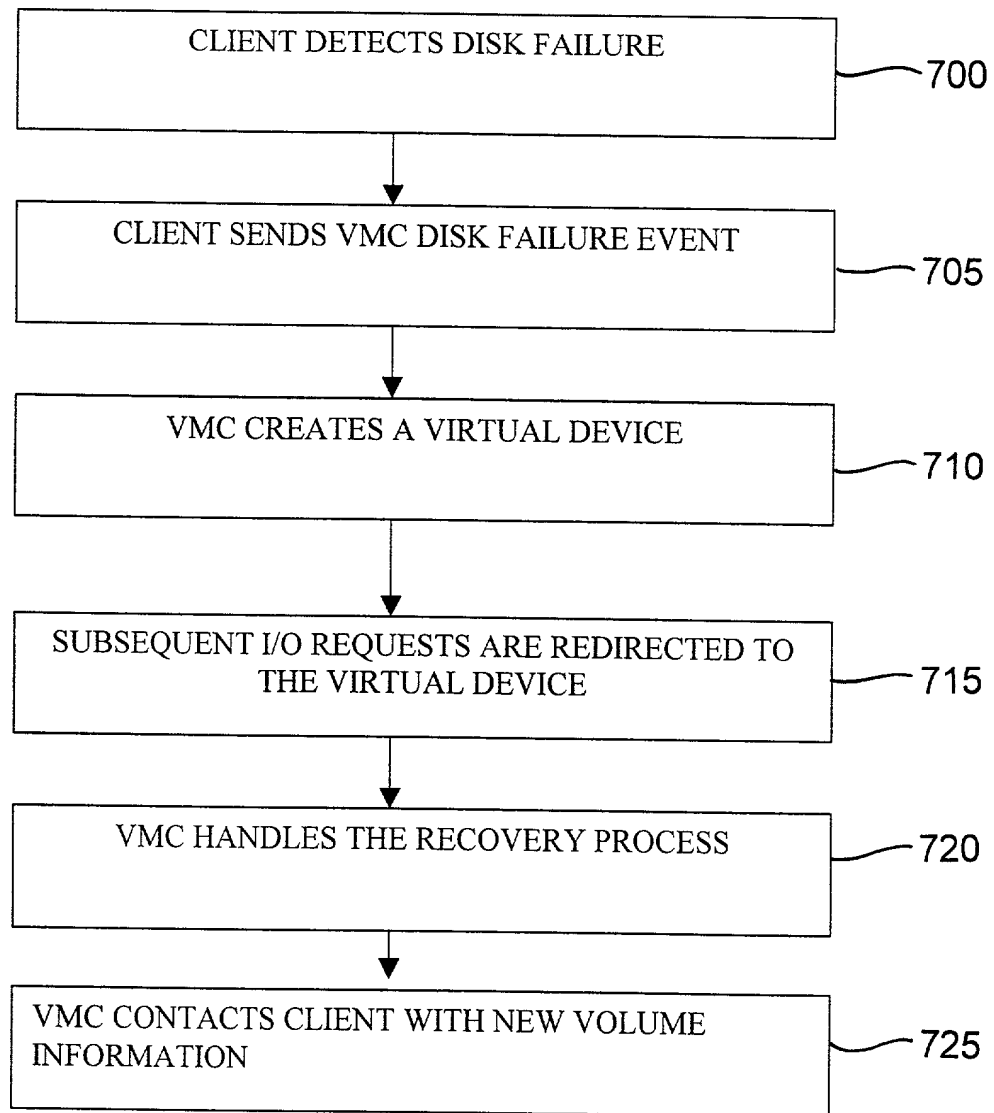 CLIENT DETECTS DISK FAILURE
700
CLIENT SENDS VMC DISK FAILURE EVENT
705
VMC CREATES A VIRTUAL DEVICE
710
SUBSEQUENT I/O REQUESTS ARE REDIRECTED TO
THE VIRTUAL DEVICE
715
VMC HANDLES THE RECOVERY PROCESS
720
VMC CONTACTS CLIENT WITH NEW VOLUME
INFORMATION
725